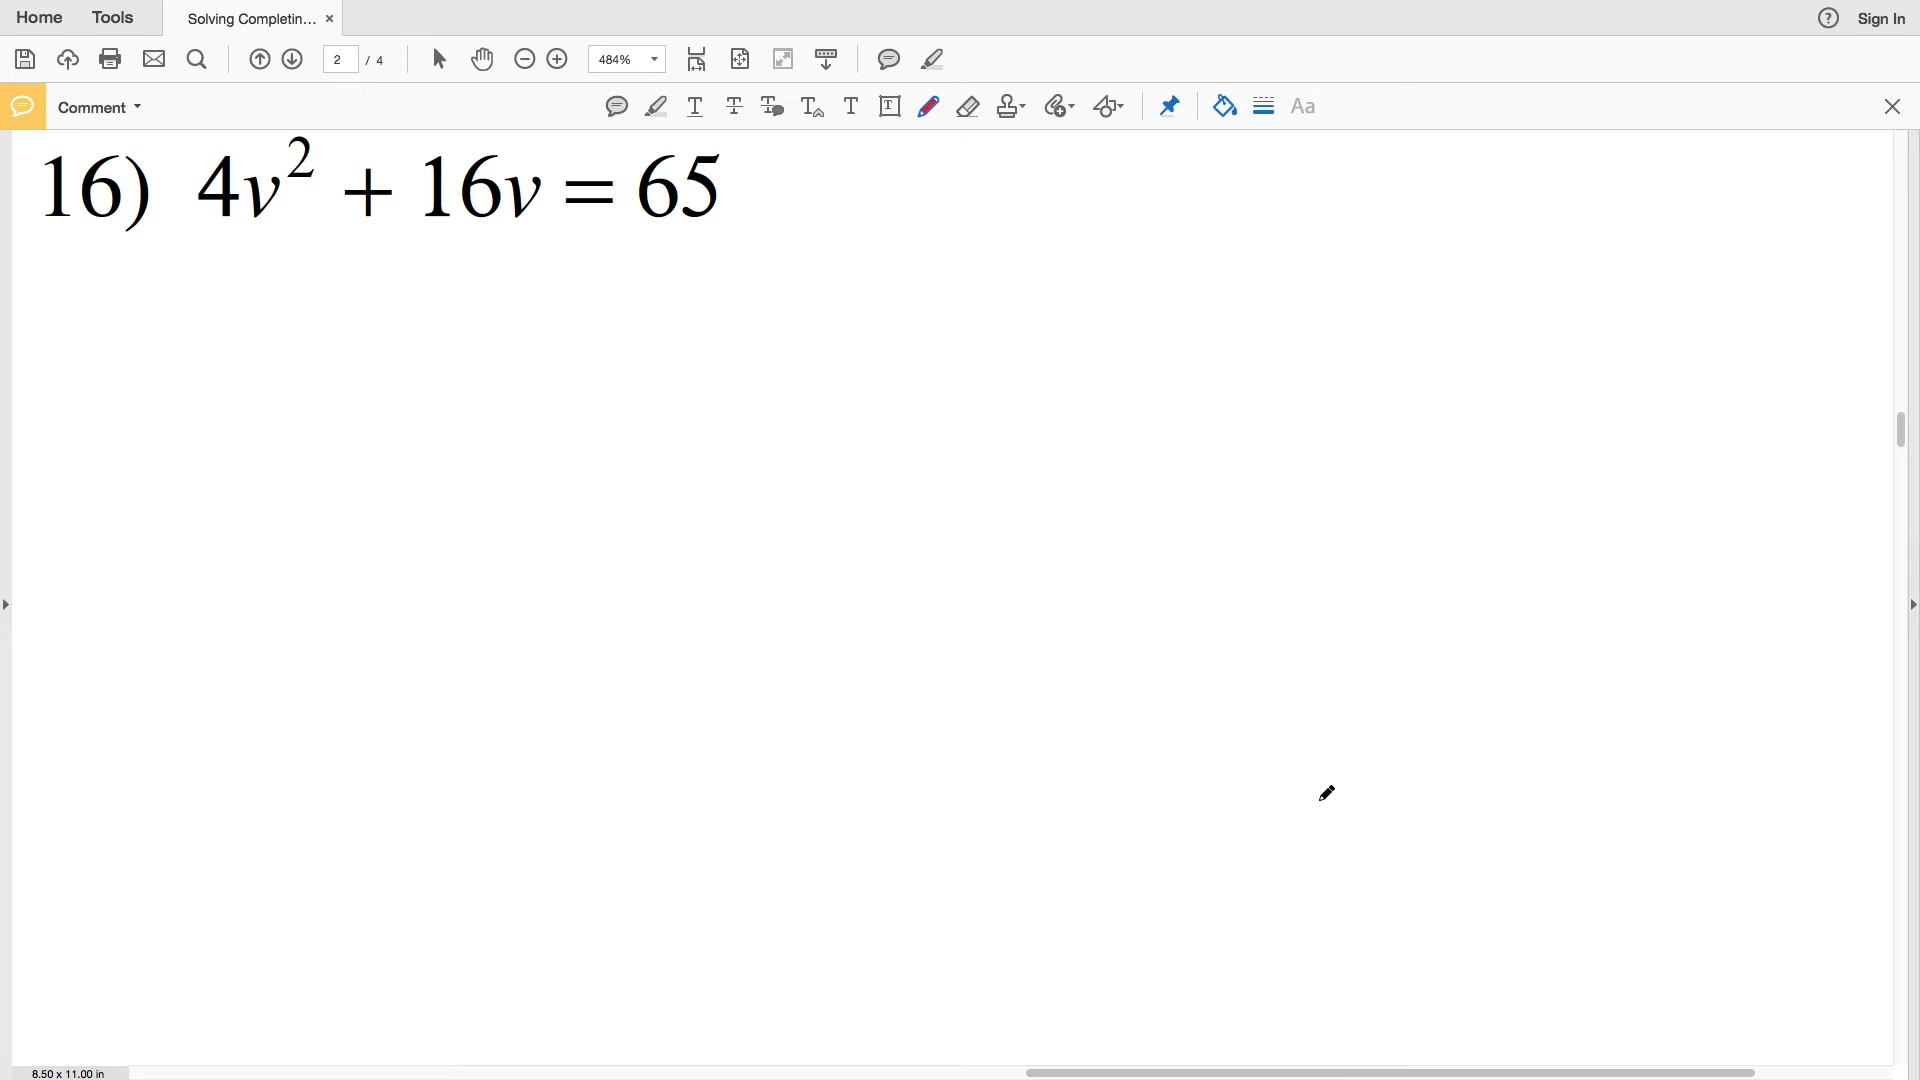 Home Tools Solving Completin... × ? Sign In
2 / 4 484%
Comment T T T T T T Aa
16) 4v² + 16v = 65
8.50 x 11.00 in